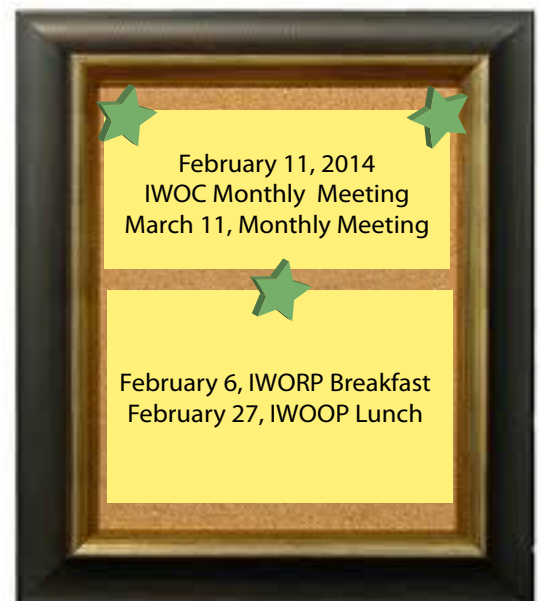 February 11, 2014
IWOC Monthly  Meeting
March 11, Monthly Meeting
February 6, IWORP Breakfast
February 27, IWOOP Lunch